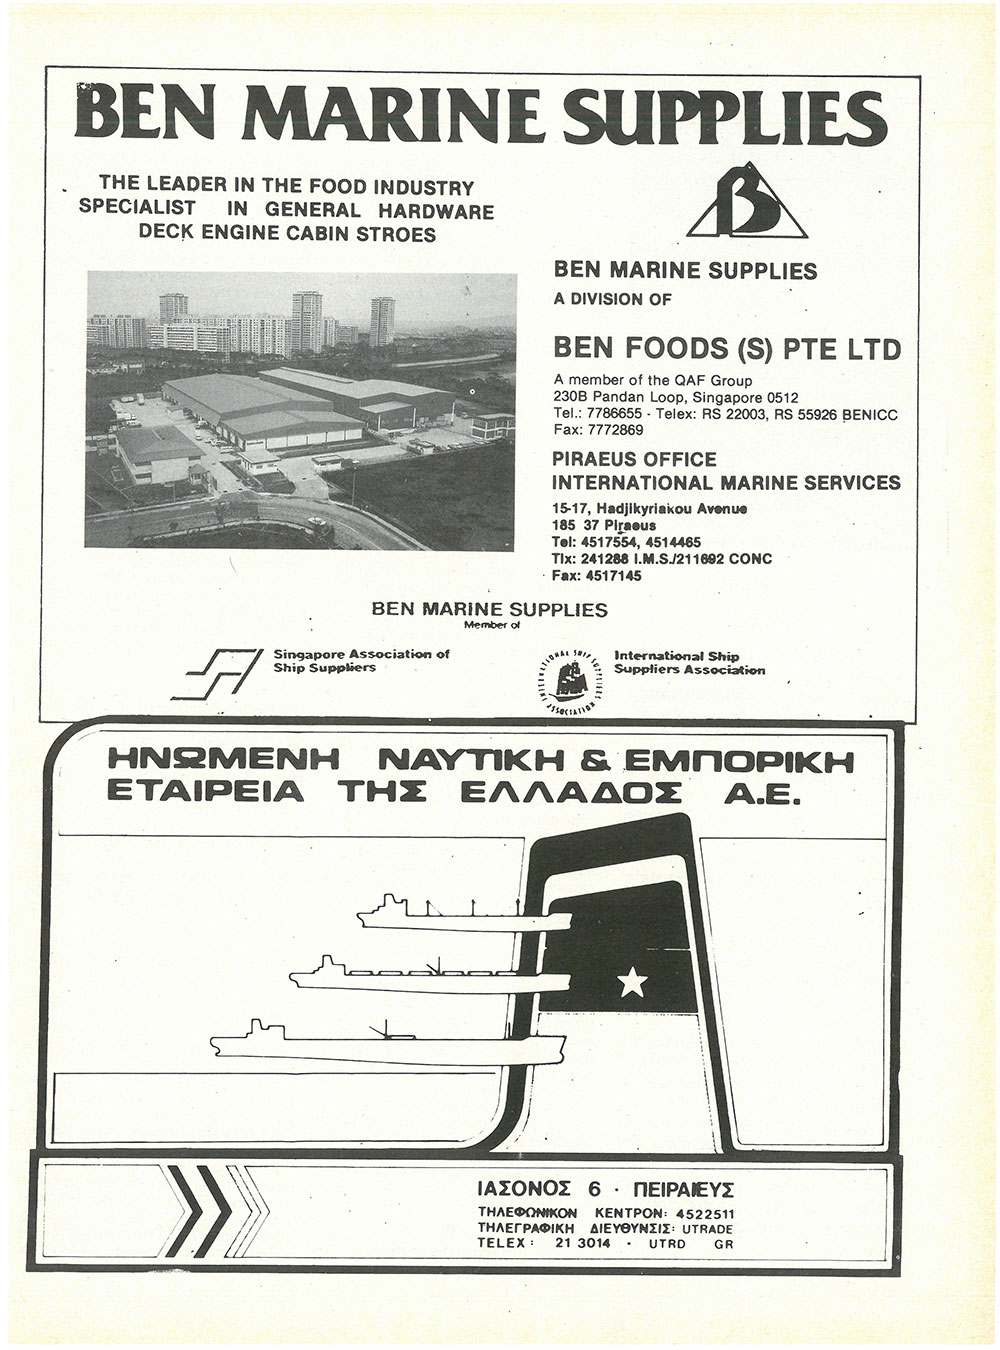 BEN MARINE SUPPLIES
THE LEADER IN THE FOOD INDUSTRY
SPECIALIST IN GENERAL HARDWARE
DECK ENGINE CABIN STROES
BEN MARINE SUPPLIES
A DIVISION OF
BEN FOODS (S) PTE LTD
A member of the QAF Group
230B Pandan Loop, Singapore 0512
Tel.: 7786655 - Telex: RS 22003, RS 55926 BENICC
Fax: 7772869
PIRAEUS OFFICE
INTERNATIONAL MARINE SERVICES
15-17, Hadjikyriakou Avenue
185 37 Piraeus
Tel: 4517554, 4514465
Tlx: 241288 I.M.S./211692 CONC
Fax: 4517145
BEN MARINE SUPPLIES
Member of
Singapore Association of
Ship Suppliers
INTERNATIONAL SHIP SUPPLIERS ASSOCIATION
International Ship
Suppliers Association
ΗΝΩΜΕΝΗ ΝΑΥΤΙΚΗ & ΕΜΠΟΡΙΚΗ
ΕΤΑΙΡΕΙΑ ΤΗΣ ΕΛΛΑΔΟΣ Α.Ε.
ΙΑΣΟΝΟΣ 6 · ΠΕΙΡΑΙΕΥΣ
ΤΗΛΕΦΩΝΙΚΟΝ ΚΕΝΤΡΟΝ: 4522511
ΤΗΛΕΓΡΑΦΙΚΗ ΔΙΕΥΘΥΝΣΙΣ: UTRADE
TELEX: 21 3014 · UTRD GR